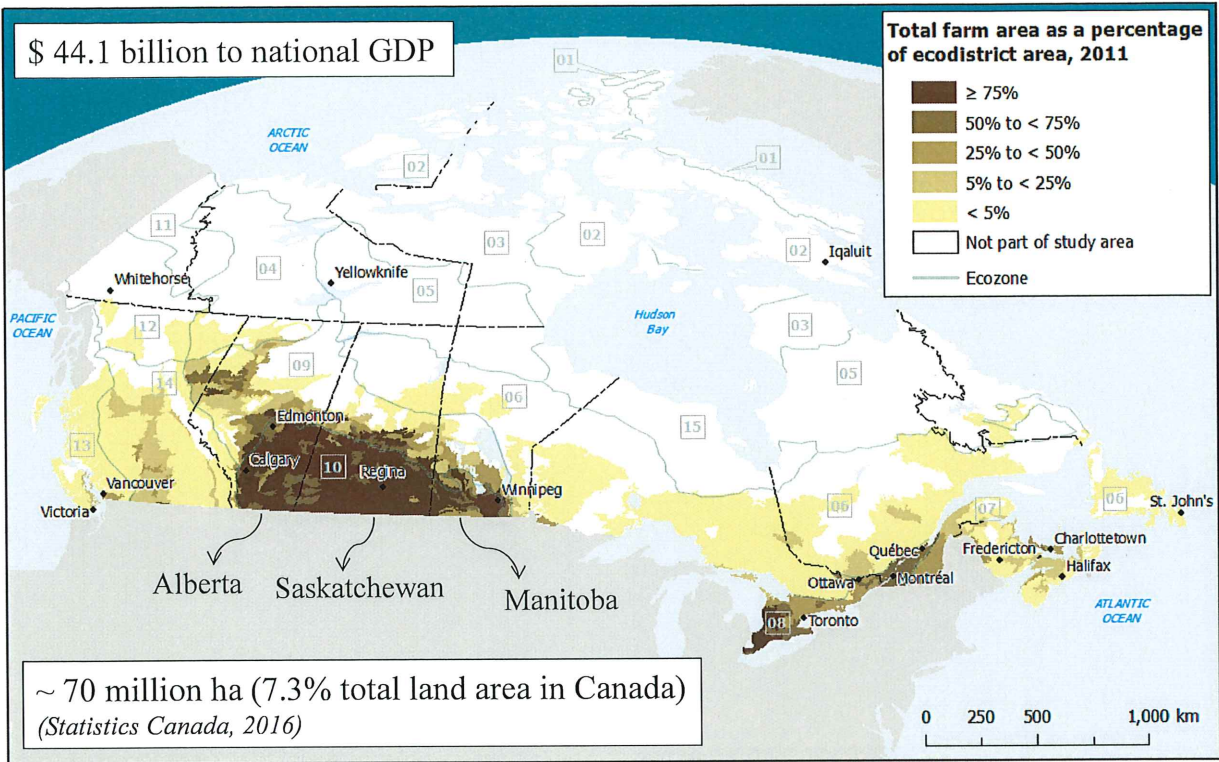 $ 44.1 billion to national GDP
Total farm area as a percentage
of ecodistrict area, 2011
≥ 75%
50% to < 75%
25% to < 50%
5% to < 25%
< 5%
Not part of study area
Ecozone
01
ARCTIC
OCEAN
02
01
11
03
02
02
Iqaluit
04
Yellowknife
05
Whitehorse
PACIFIC
OCEAN
12
Hudson
Bay
03
09
05
14
06
Edmonton
15
13
Calgary
10
Regina
Vancouver
Winnipeg
Victoria
06
07
06
St. John's
Québec
Fredericton
Charlottetown
Ottawa
Montréal
Halifax
Alberta
Saskatchewan
Manitoba
08
Toronto
ATLANTIC
OCEAN
~ 70 million ha (7.3% total land area in Canada)
(Statistics Canada, 2016)
0 250 500 1,000 km